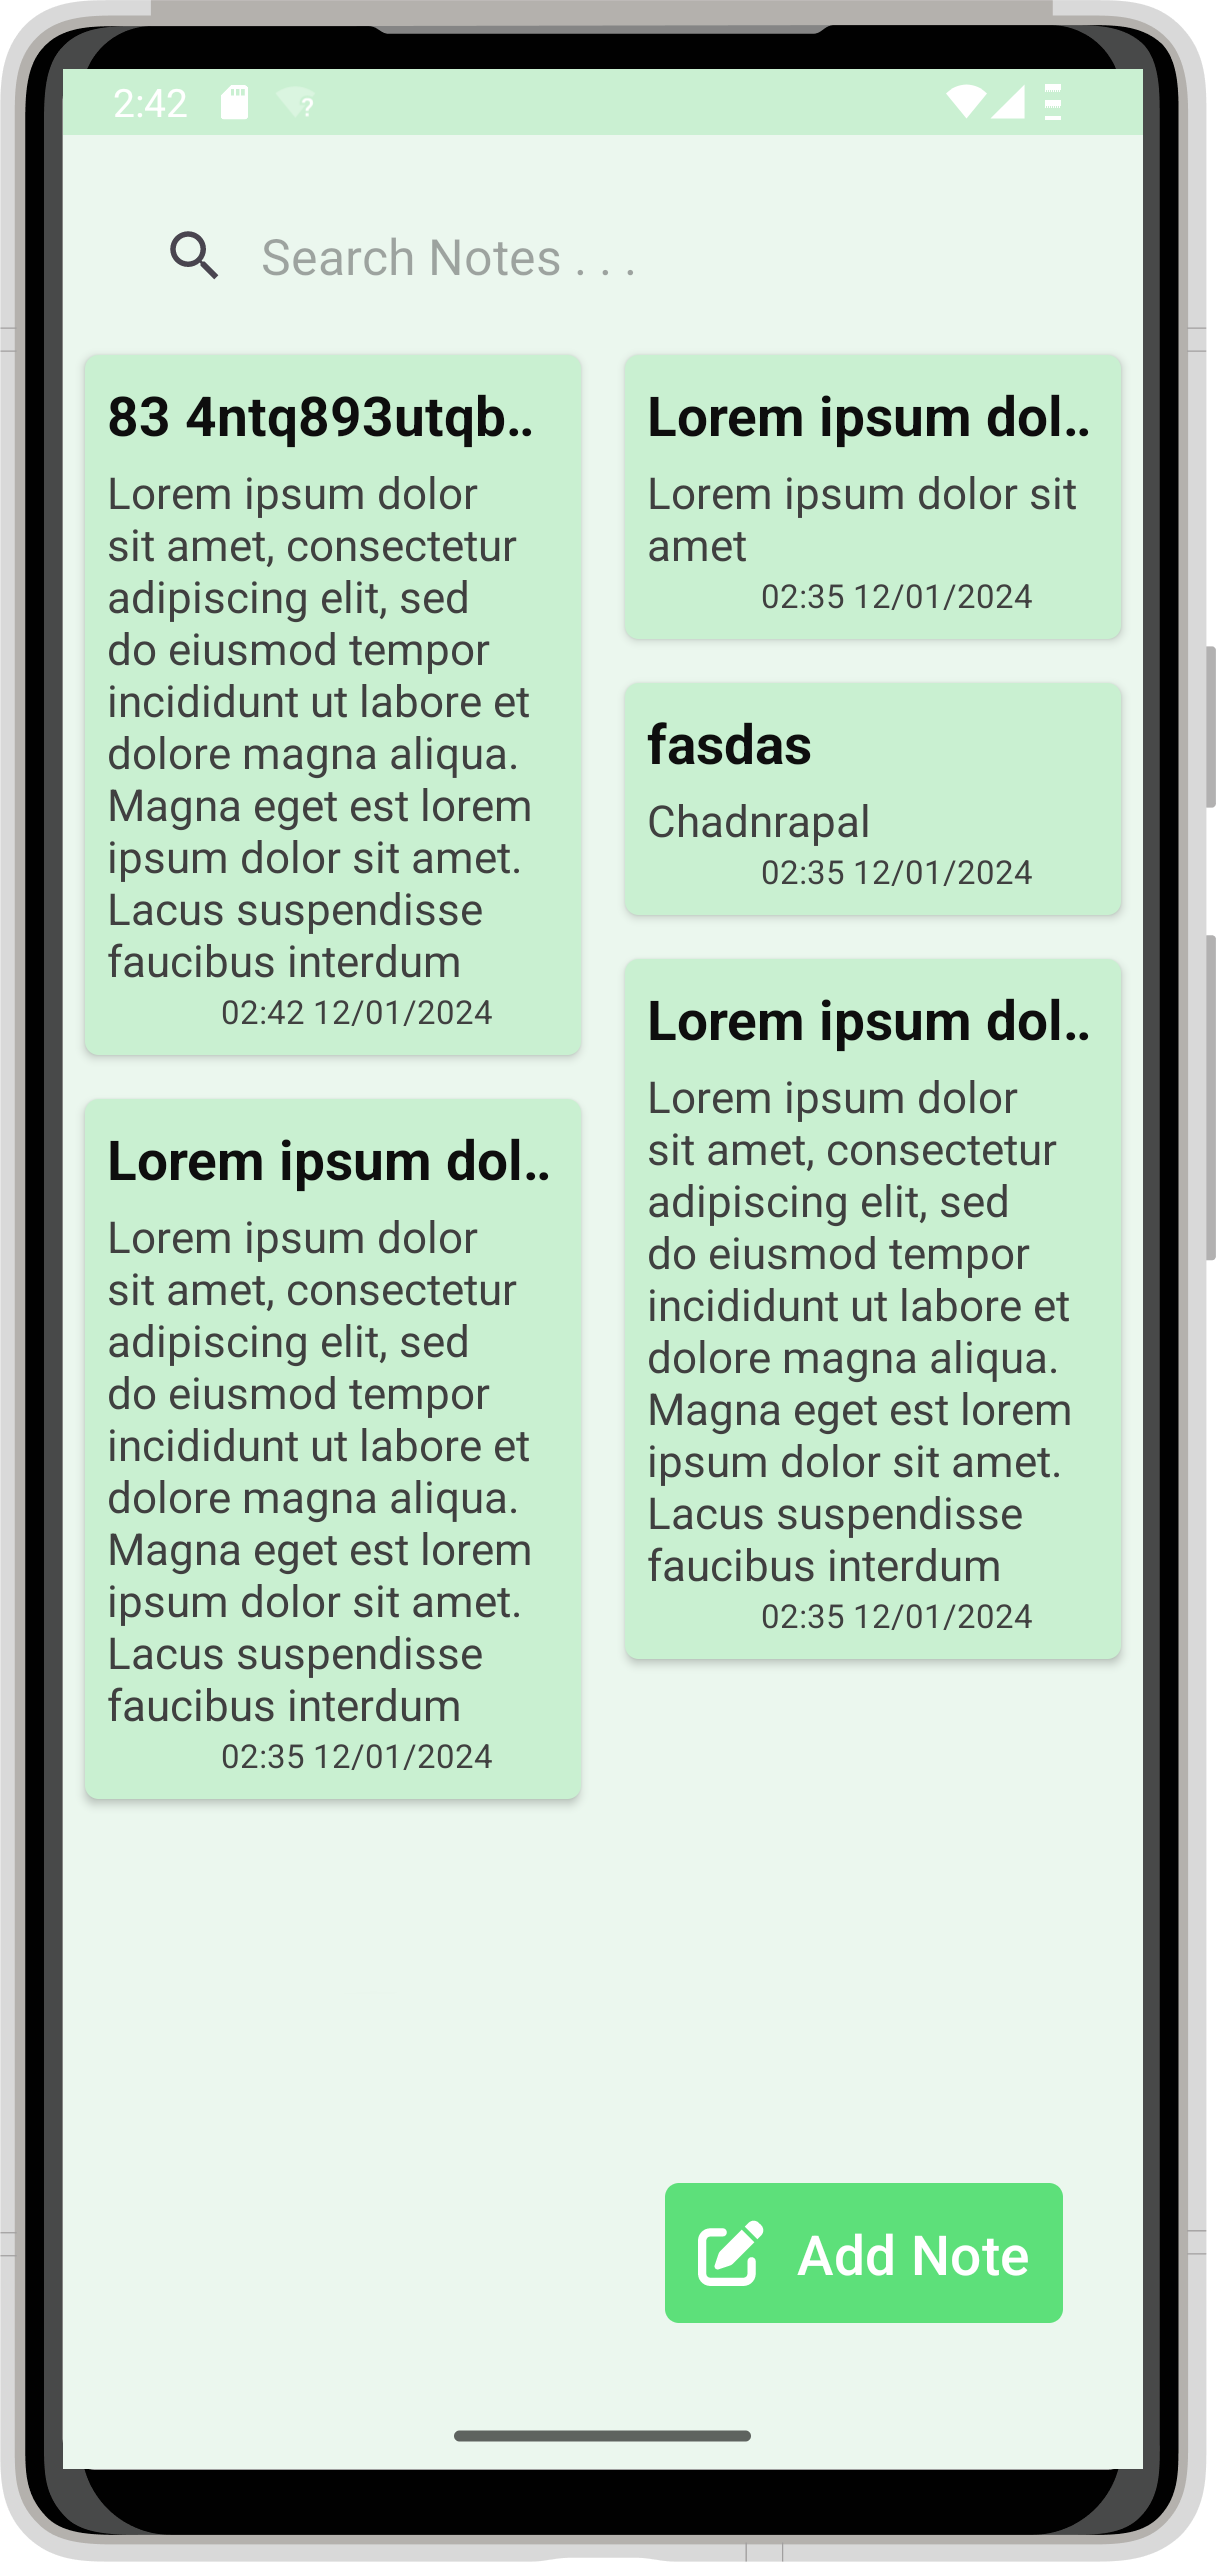 2:42
?
Search Notes . . .
83 4ntq893utqb..
Lorem ipsum dolor
sit amet, consectetur
adipiscing elit, sed
do eiusmod tempor
incididunt ut labore et
dolore magna aliqua.
Magna eget est lorem
ipsum dolor sit amet.
Lacus suspendisse
faucibus interdum
02:42 12/01/2024
Lorem ipsum dol..
Lorem ipsum dolor
sit amet, consectetur
adipiscing elit, sed
do eiusmod tempor
incididunt ut labore et
dolore magna aliqua.
Magna eget est lorem
ipsum dolor sit amet.
Lacus suspendisse
faucibus interdum
02:35 12/01/2024
Lorem ipsum dol..
Lorem ipsum dolor sit
amet
02:35 12/01/2024
fasdas
Chadnrapal
02:35 12/01/2024
Lorem ipsum dol..
Lorem ipsum dolor
sit amet, consectetur
adipiscing elit, sed
do eiusmod tempor
incididunt ut labore et
dolore magna aliqua.
Magna eget est lorem
ipsum dolor sit amet.
Lacus suspendisse
faucibus interdum
02:35 12/01/2024
Add Note